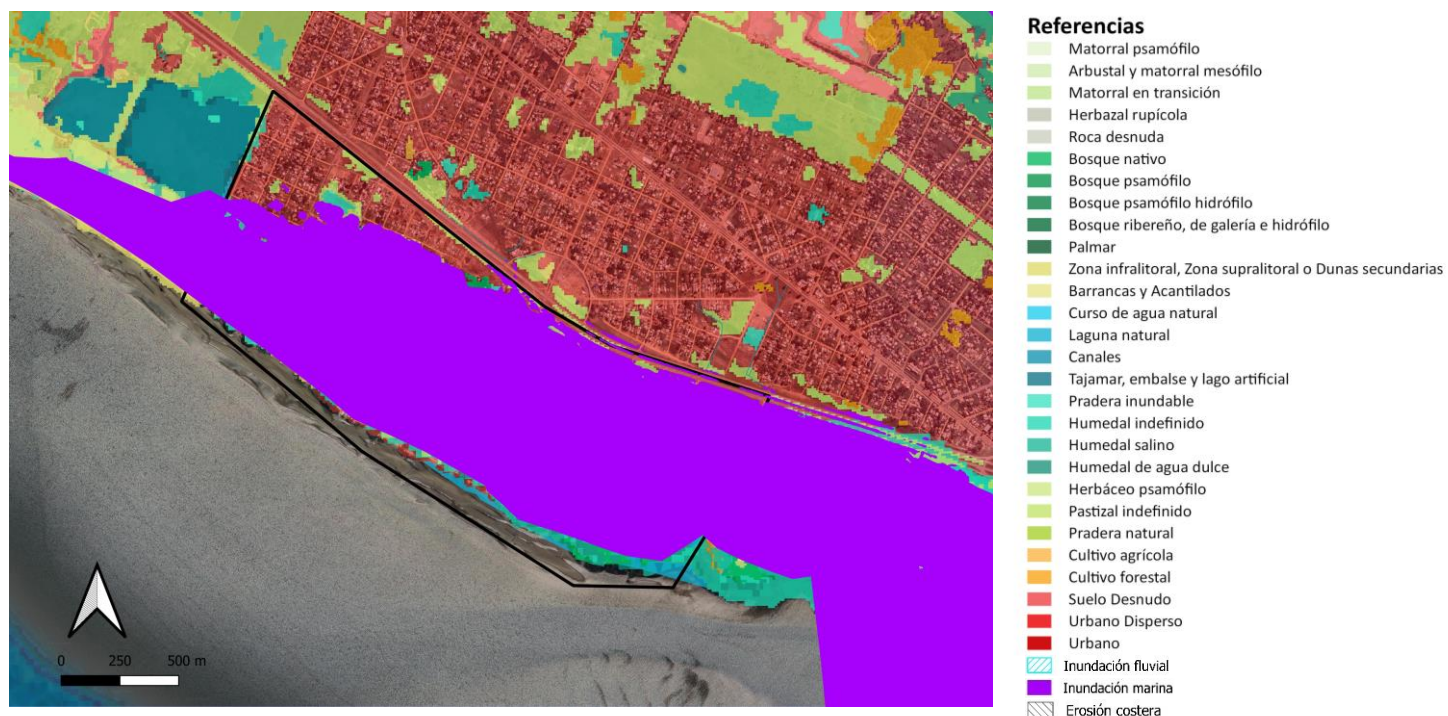 Referencias
Matorral psamófilo
Arbustal y matorral mesófilo
Matorral en transición
Herbazal rupícola
Roca desnuda
Bosque nativo
Bosque psamófilo
Bosque psamófilo hidrófilo
Bosque ribereño, de galería e hidrófilo
Palmar
Zona infralitoral, Zona supralitoral o Dunas secundarias
Barrancas y Acantilados
Curso de agua natural
Laguna natural
Canales
Tajamar, embalse y lago artificial
Pradera inundable
Humedal indefinido
Humedal salino
Humedal de agua dulce
Herbáceo psamófilo
Pastizal indefinido
Pradera natural
Cultivo agrícola
Cultivo forestal
Suelo Desnudo
Urbano Disperso
Urbano
Inundación fluvial
Inundación marina
Erosión costera
0 250 500 m